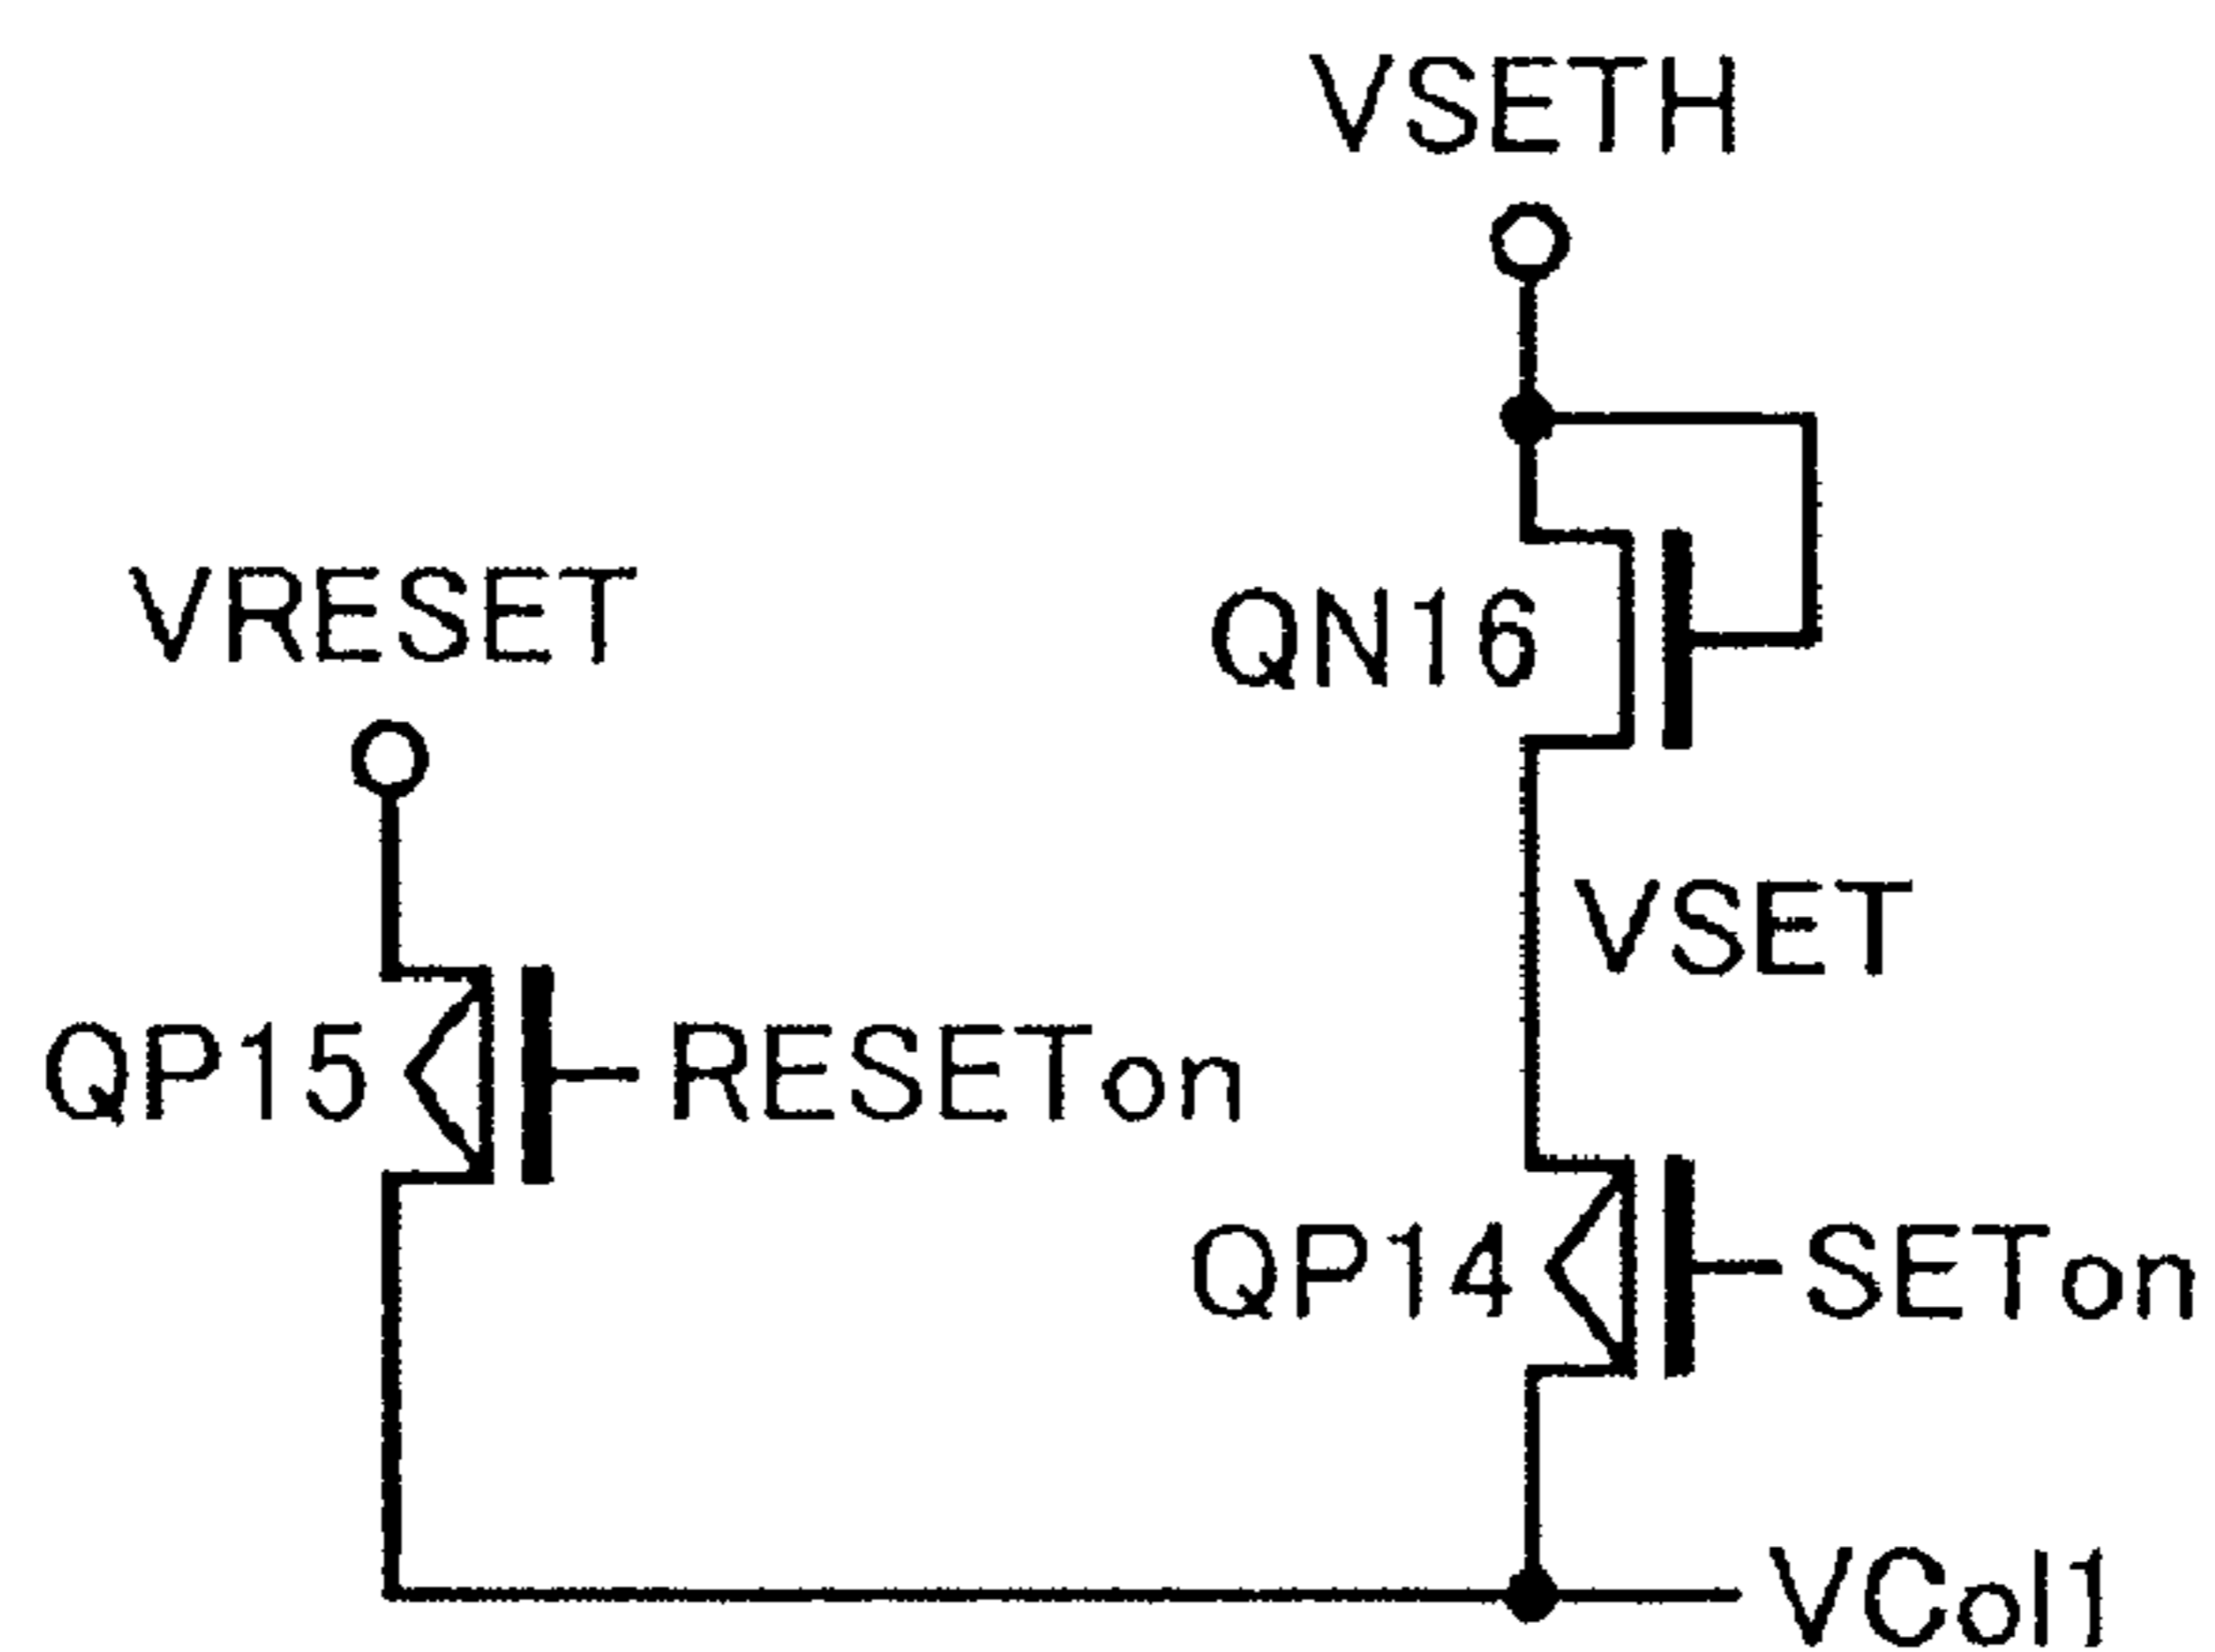 VSETH
VRESET
QN16
VSET
QP15
RESETon
QP14
SETon
VCol1